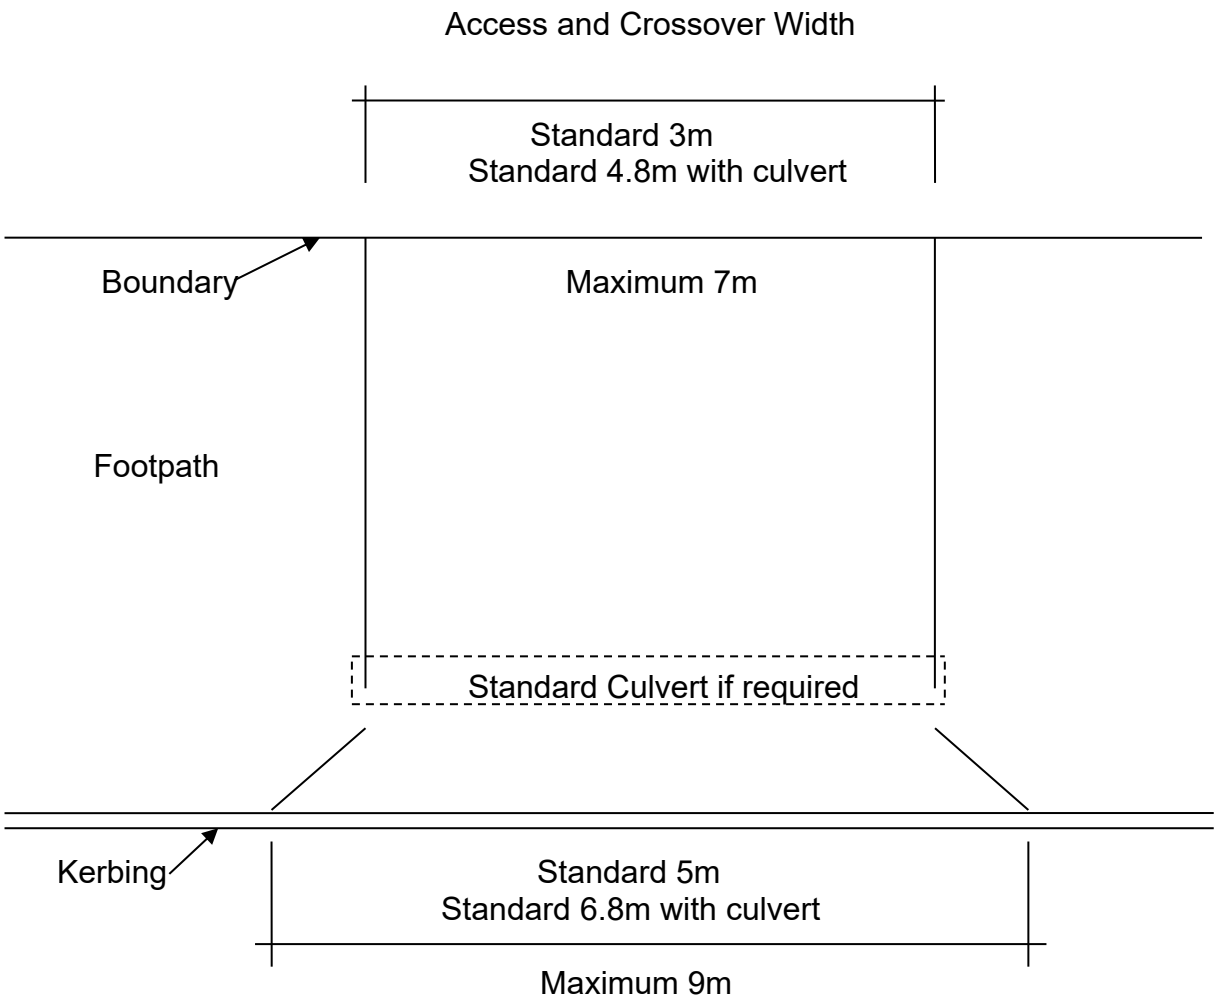 Access and Crossover Width
Standard 3m
Standard 4.8m with culvert
Boundary
Maximum 7m
Footpath
Standard Culvert if required
Kerbing
Standard 5m
Standard 6.8m with culvert
Maximum 9m